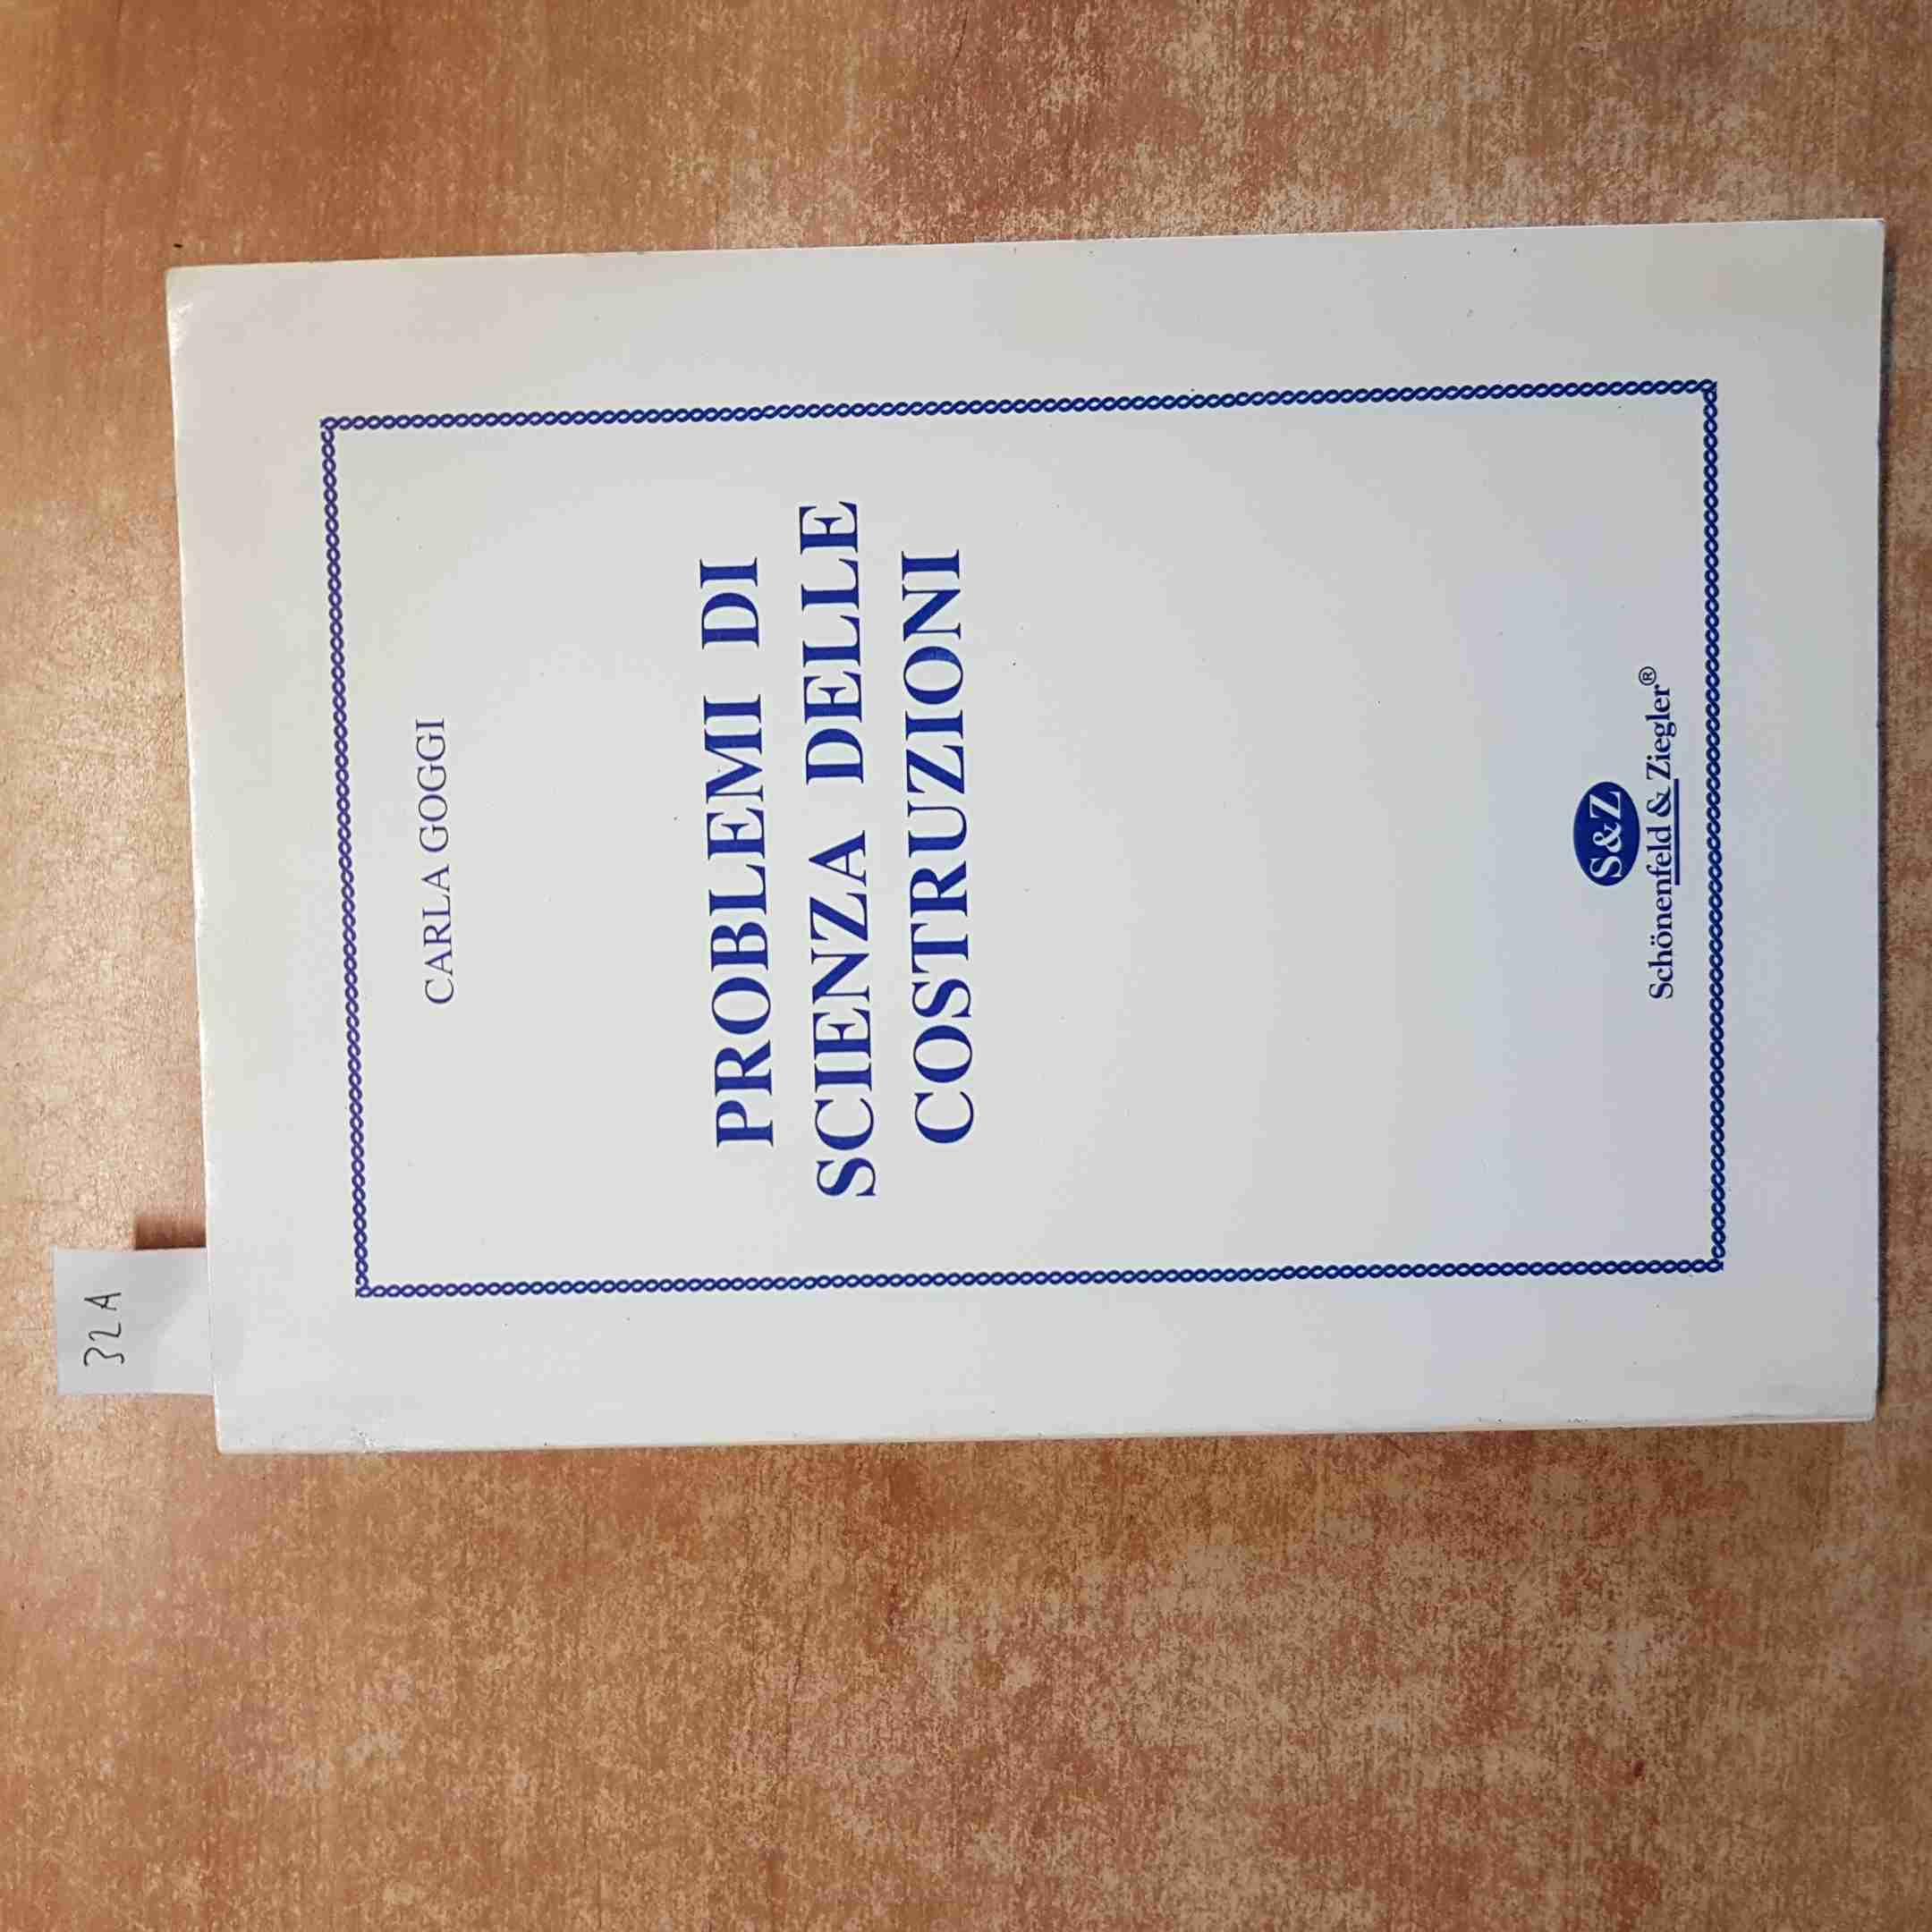 32A
CARLA GOGGI
PROBLEMI DI
SCIENZA DELLE
COSTRUZIONI
S&Z
Schönenfeld & Ziegler®